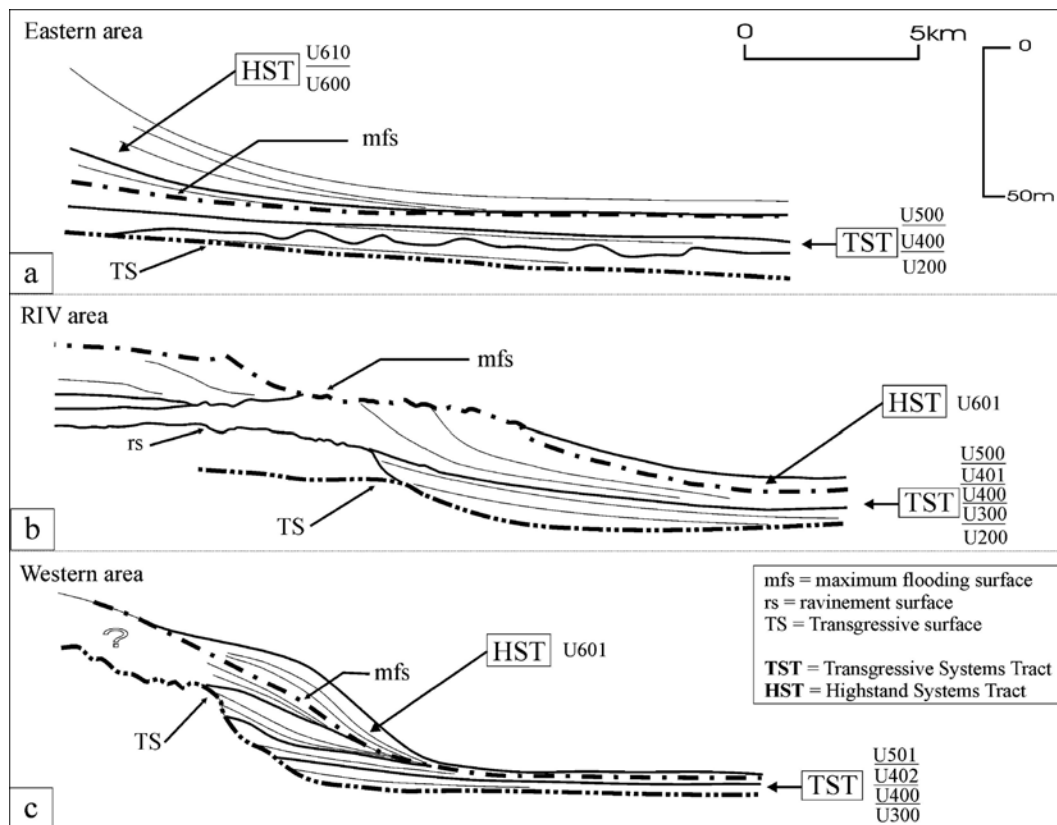 Eastern area
0 5km
0
50m
HST U610
U600
mfs
U500
TST U400
U200
TS
a
RIV area
mfs
HST U601
rs
U500
U401
TST U400
U300
U200
TS
b
Western area
mfs = maximum flooding surface
rs = ravinement surface
TS = Transgressive surface
TST = Transgressive Systems Tract
HST = Highstand Systems Tract
?
HST U601
mfs
TS
U501
U402
TST U400
U300
c